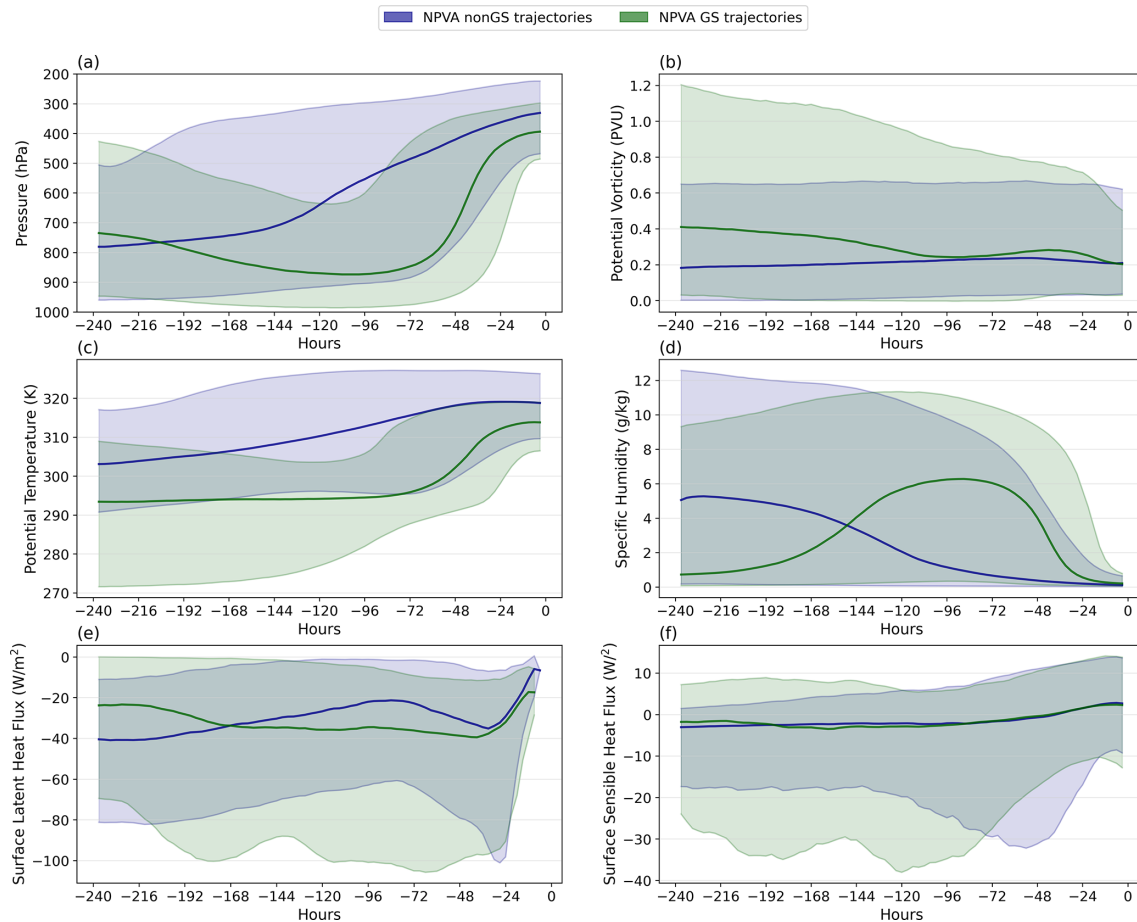 NPVA nonGS trajectories NPVA GS trajectories
(a)
200
300
400
500
600
700
800
900
1000
Pressure (hPa)
−240 −216 −192 −168 −144 −120 −96 −72 −48 −24 0
Hours
(b)
1.2
1.0
0.8
0.6
0.4
0.2
0.0
Potential Vorticity (PVU)
−240 −216 −192 −168 −144 −120 −96 −72 −48 −24 0
Hours
(c)
320
310
300
290
280
270
Potential Temperature (K)
−240 −216 −192 −168 −144 −120 −96 −72 −48 −24 0
Hours
(d)
12
10
8
6
4
2
0
Specific Humidity (g/kg)
−240 −216 −192 −168 −144 −120 −96 −72 −48 −24 0
Hours
(e)
0
−20
−40
−60
−80
−100
Surface Latent Heat Flux (W/m²)
−240 −216 −192 −168 −144 −120 −96 −72 −48 −24 0
Hours
(f)
10
0
−10
−20
−30
−40
Surface Sensible Heat Flux (W/²)
−240 −216 −192 −168 −144 −120 −96 −72 −48 −24 0
Hours